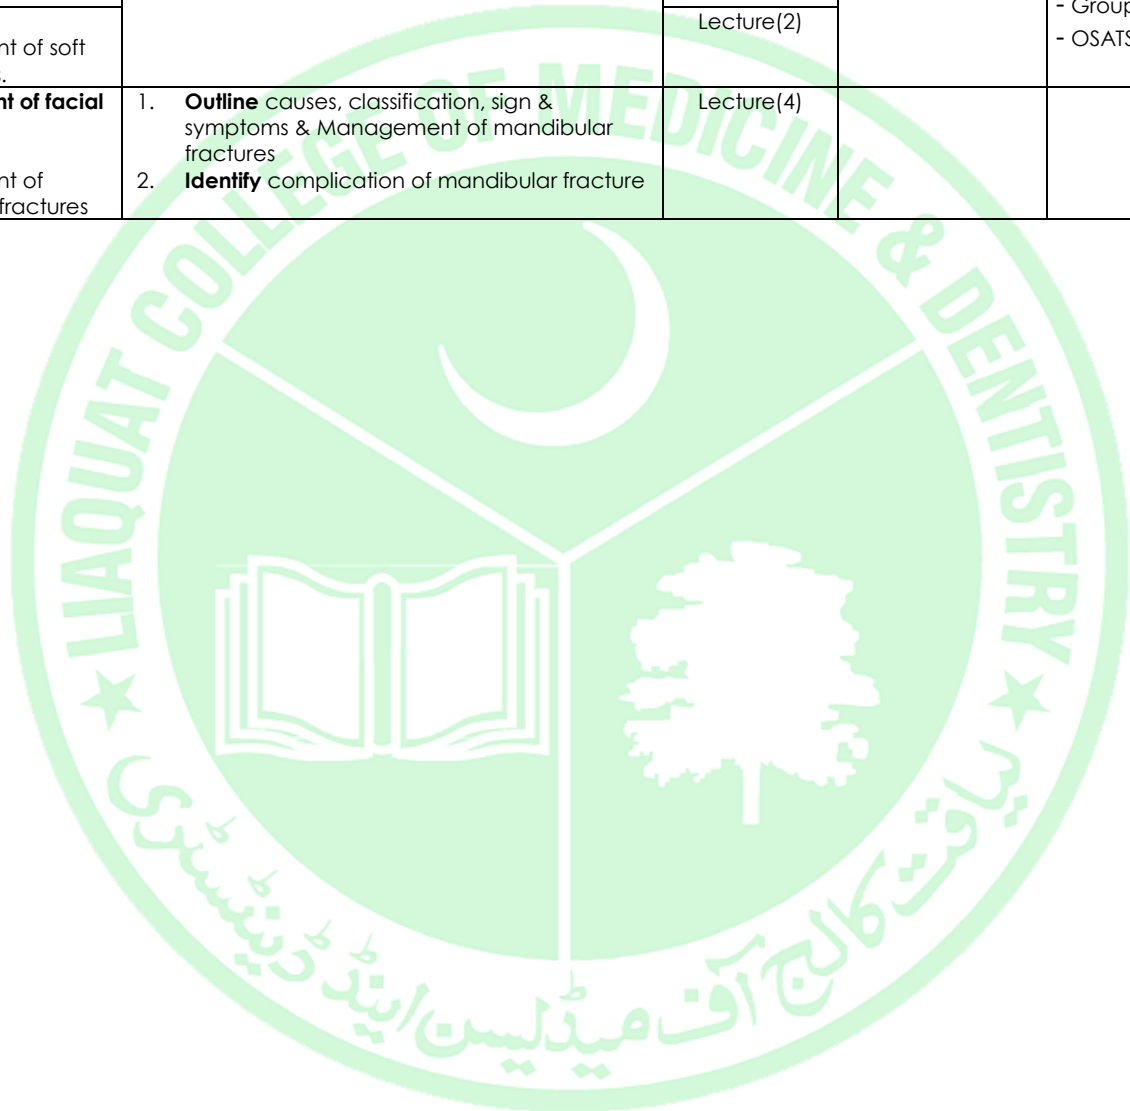 Lecture(2)
- Group
- OSATS
nt of soft
s.
nt of facial
1. Outline causes, classification, sign &
symptoms & Management of mandibular
fractures
2. Identify complication of mandibular fracture
Lecture(4)
nt of
fractures
LIAQUAT COLLEGE OF MEDICINE & DENTISTRY
لیاقت کالج آف میڈیسن اینڈ ڈینٹسٹری